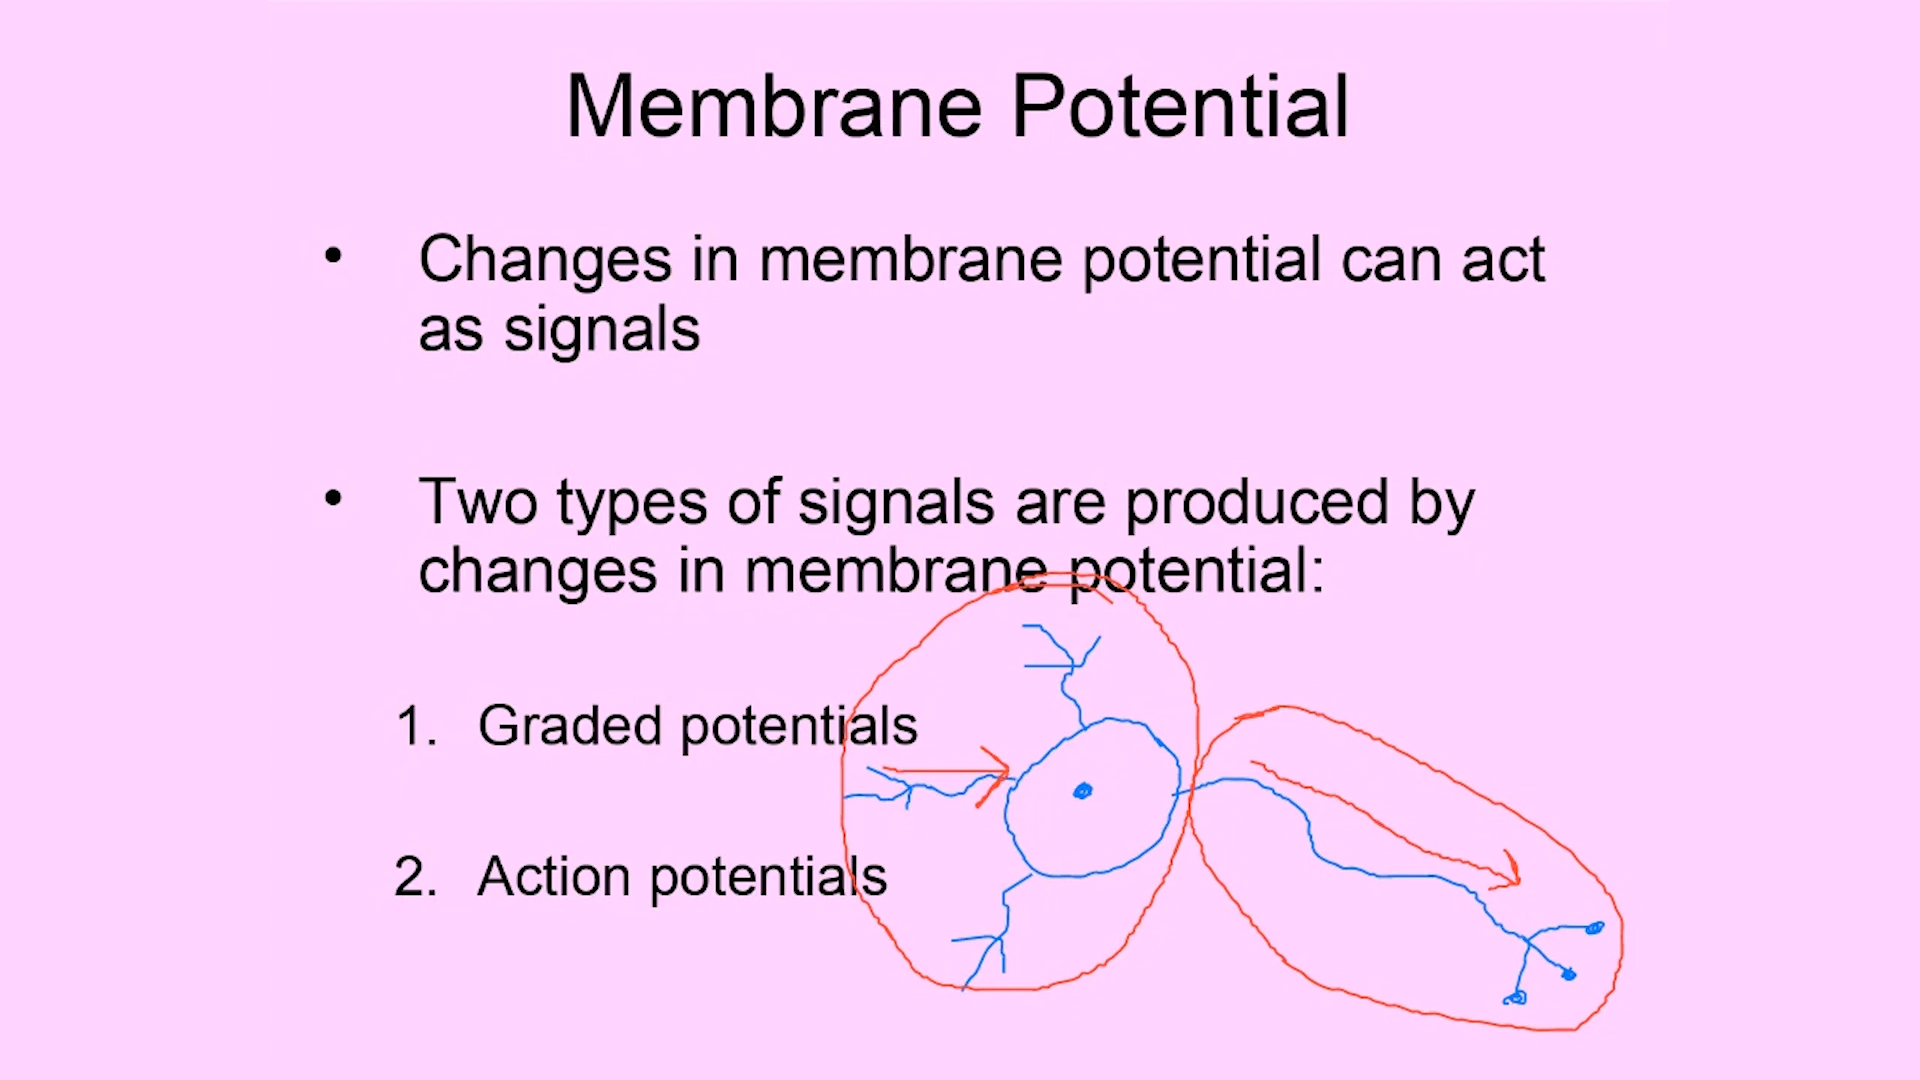 Membrane Potential
• Changes in membrane potential can act
as signals
• Two types of signals are produced by
changes in membrane potential:
1. Graded potentials
2. Action potentials